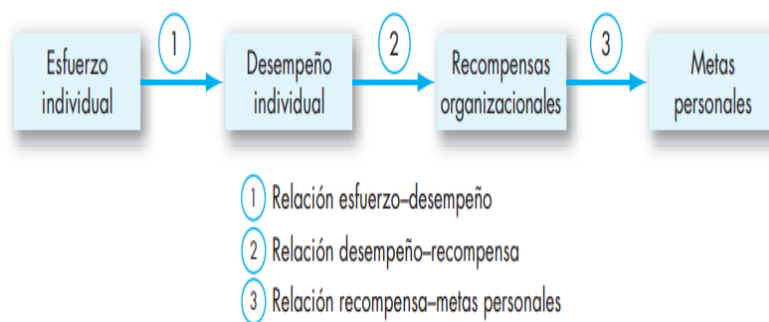 1
2
3
Esfuerzo
individual
Desempeño
individual
Recompensas
organizacionales
Metas
personales
1 Relación esfuerzo–desempeño
2 Relación desempeño–recompensa
3 Relación recompensa–metas personales